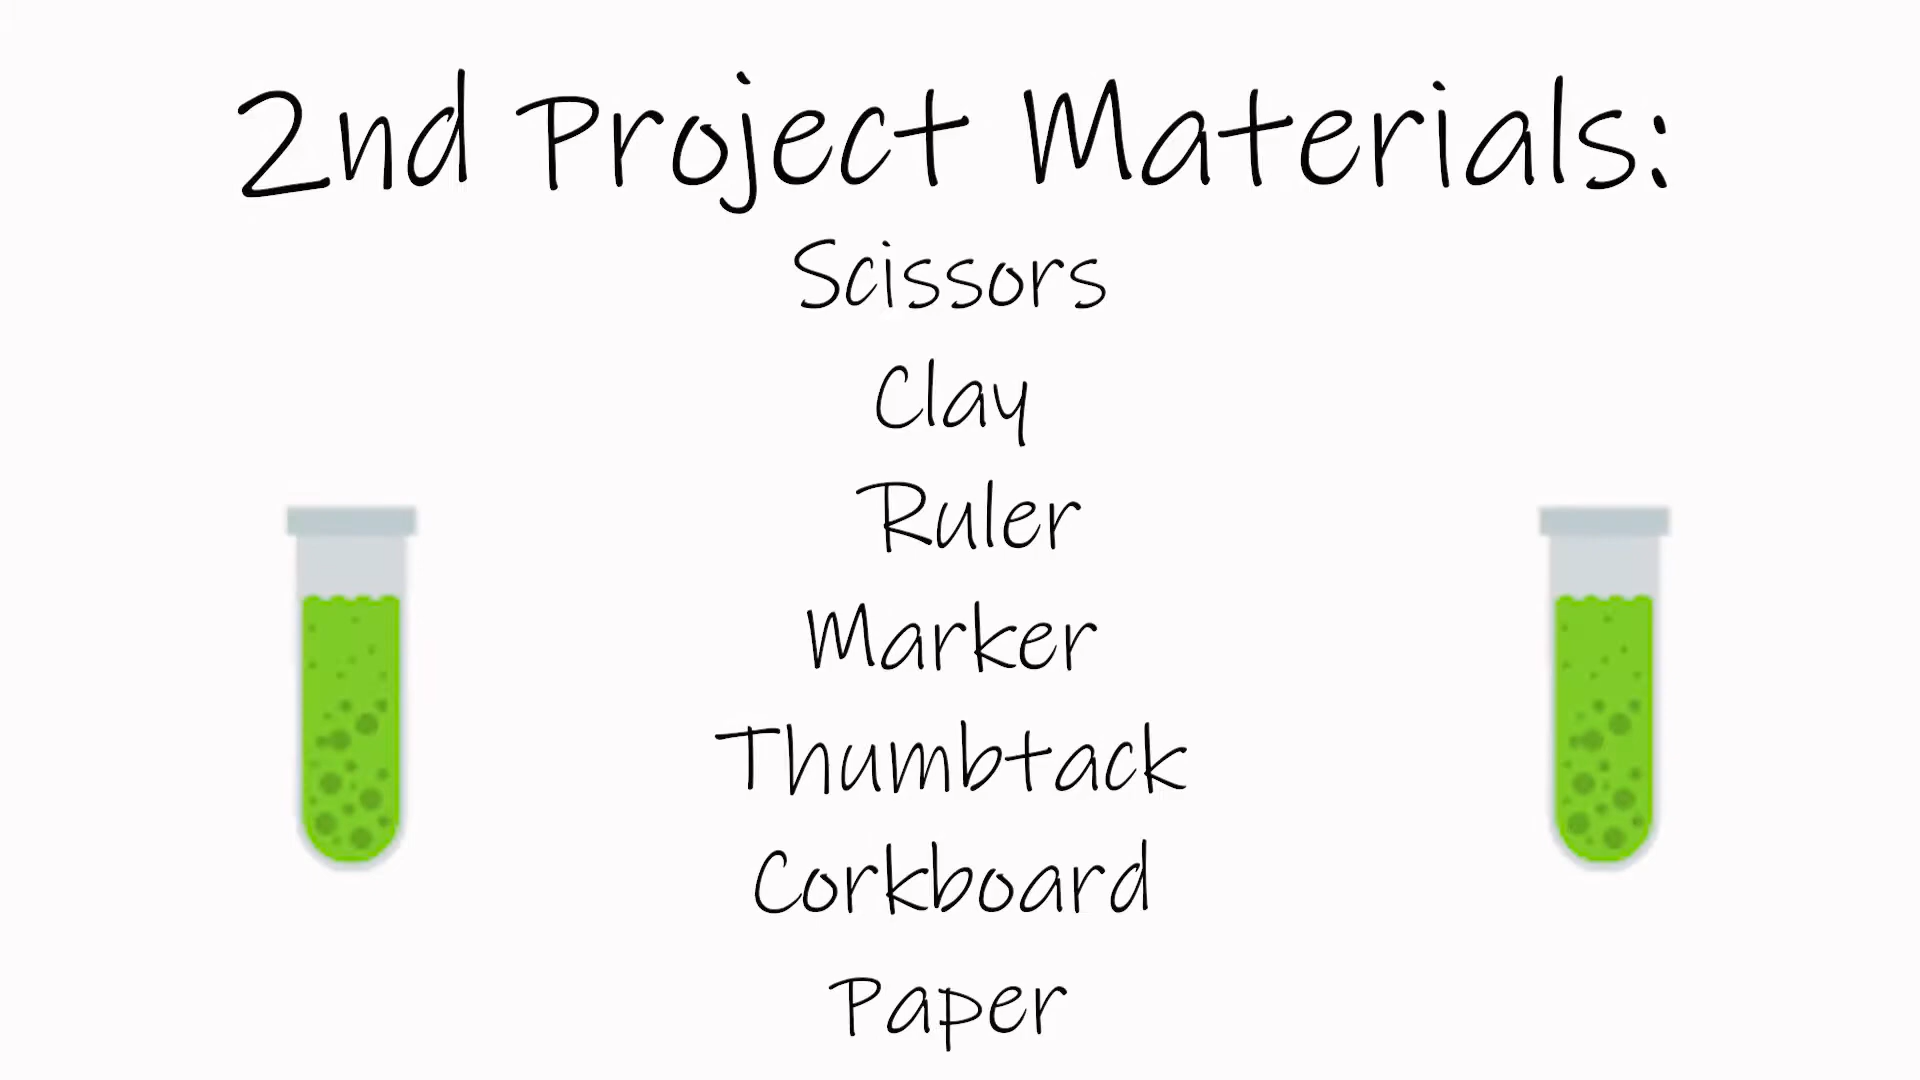 2nd Project Materials:
Scissors
Clay
Ruler
Marker
Thumbtack
Corkboard
Paper